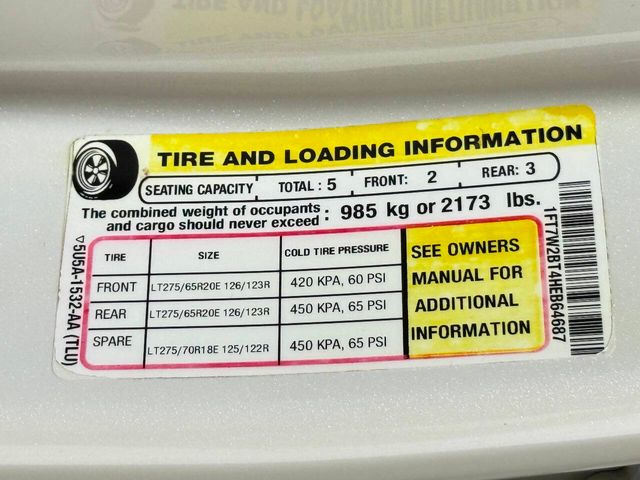 TIRE AND LOADING INFORMATION
SEATING CAPACITY TOTAL : 5 FRONT: 2 REAR: 3
The combined weight of occupants
and cargo should never exceed : 985 kg or 2173 lbs.
TIRE SIZE COLD TIRE PRESSURE
FRONT LT275/65R20E 126/123R 420 KPA, 60 PSI
REAR LT275/65R20E 126/123R 450 KPA, 65 PSI
SPARE LT275/70R18E 125/122R 450 KPA, 65 PSI
SEE OWNERS
MANUAL FOR
ADDITIONAL
INFORMATION
5U5A-1532-AA (TLU)
1FT7W2BT4HEB64687